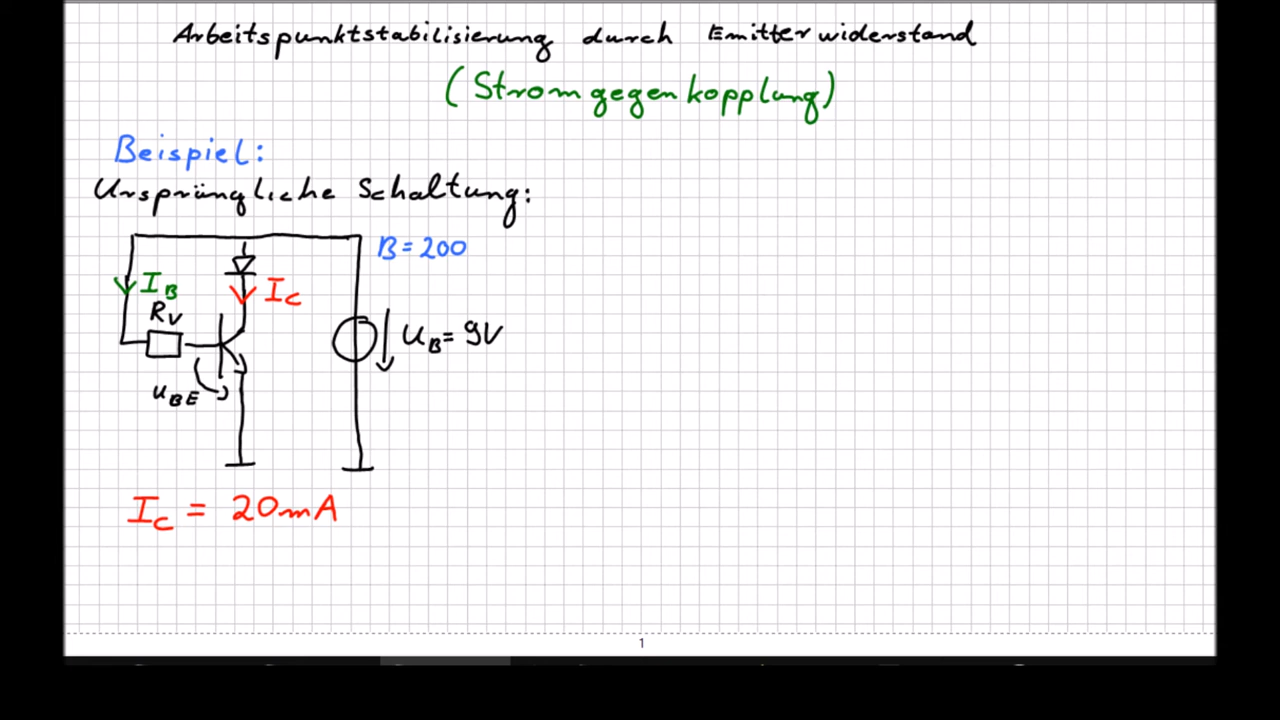 Arbeitspunktstabilisierung durch Emitterwiderstand
(Stromgegenkopplung)
Beispiel:
Ursprüngliche Schaltung:
B = 200
I_B
I_C
R_V
U_B = 9V
U_BE
I_C = 20mA
1